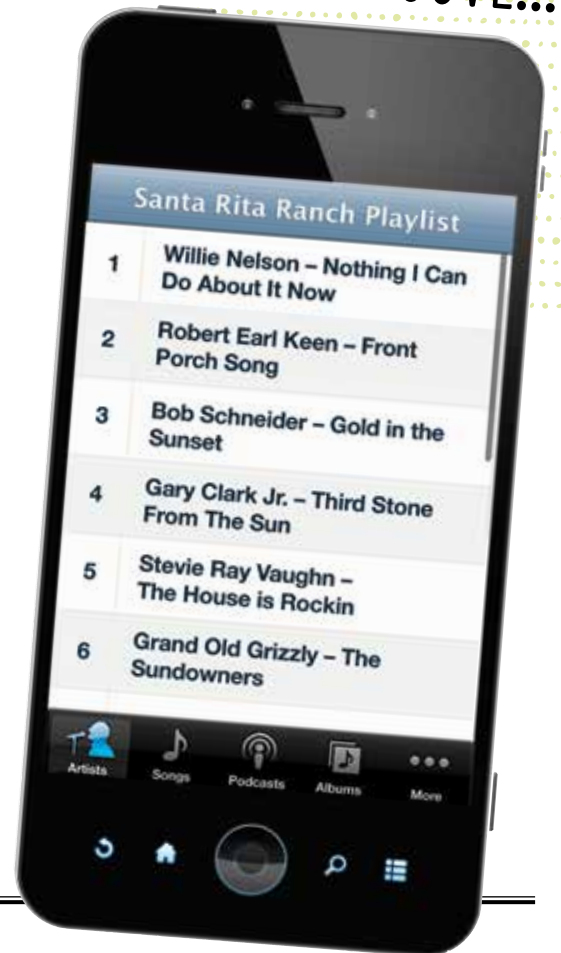 Santa Rita Ranch Playlist
1 Willie Nelson – Nothing I Can
Do About It Now
2 Robert Earl Keen – Front
Porch Song
3 Bob Schneider – Gold in the
Sunset
4 Gary Clark Jr. – Third Stone
From The Sun
5 Stevie Ray Vaughn –
The House is Rockin
6 Grand Old Grizzly – The
Sundowners
Artists Songs Podcasts Albums More